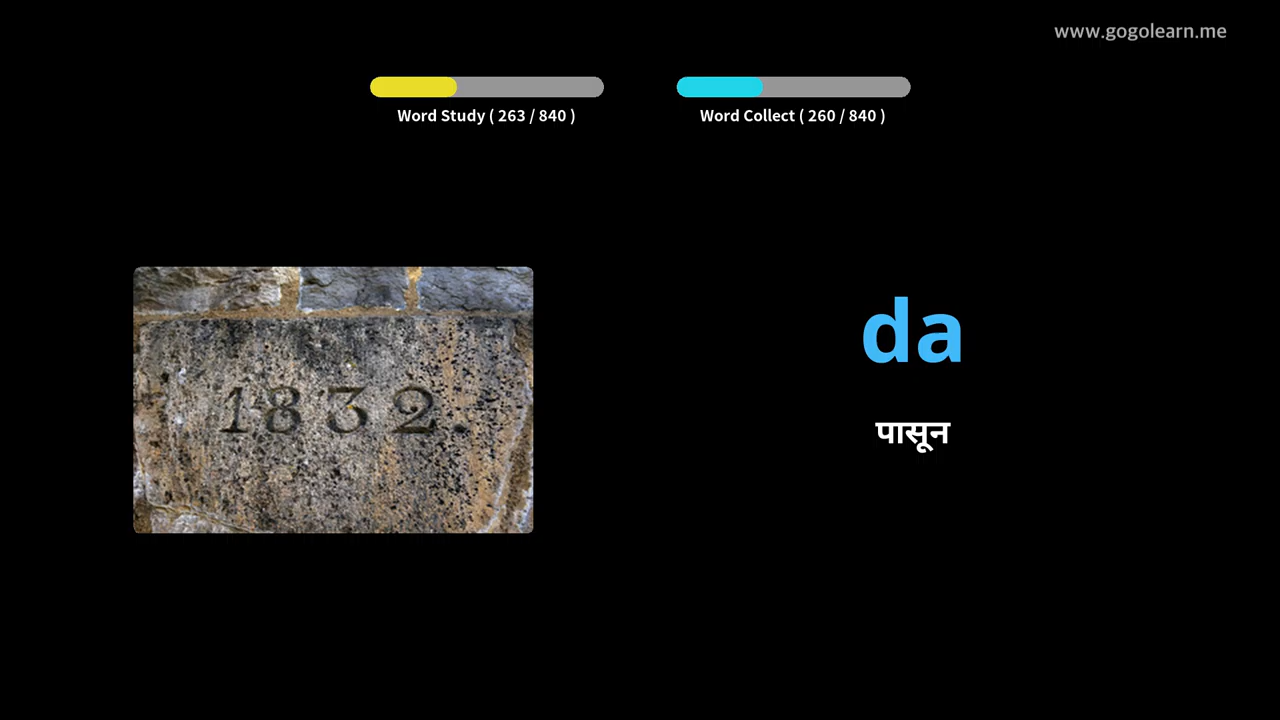 www.gogolearn.me
Word Study ( 263 / 840 )
Word Collect ( 260 / 840 )
1832.
da
पासून